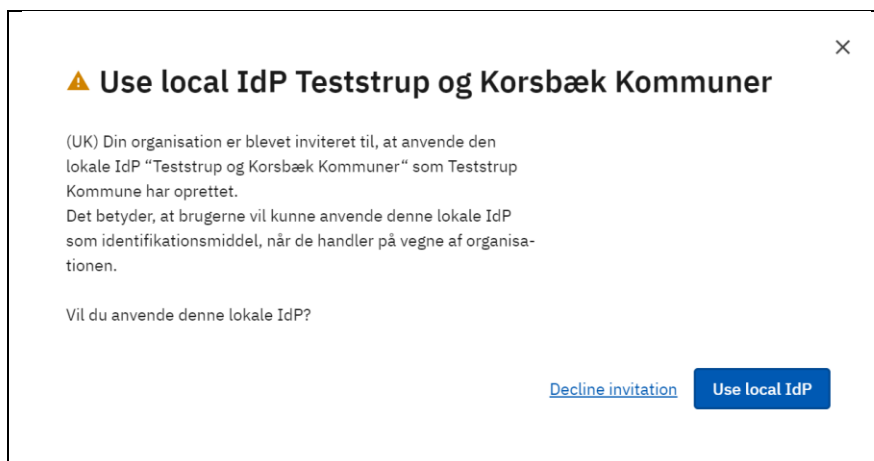 Use local IdP Teststrup og Korsbæk Kommuner
(UK) Din organisation er blevet inviteret til, at anvende den
lokale IdP “Teststrup og Korsbæk Kommuner“ som Teststrup
Kommune har oprettet.
Det betyder, at brugerne vil kunne anvende denne lokale IdP
som identifikationsmiddel, når de handler på vegne af organisa-
tionen.
Vil du anvende denne lokale IdP?
Decline invitation
Use local IdP